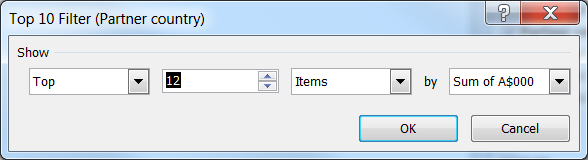 Top 10 Filter (Partner country)
Show
Top 12 Items by Sum of A$000
OK Cancel